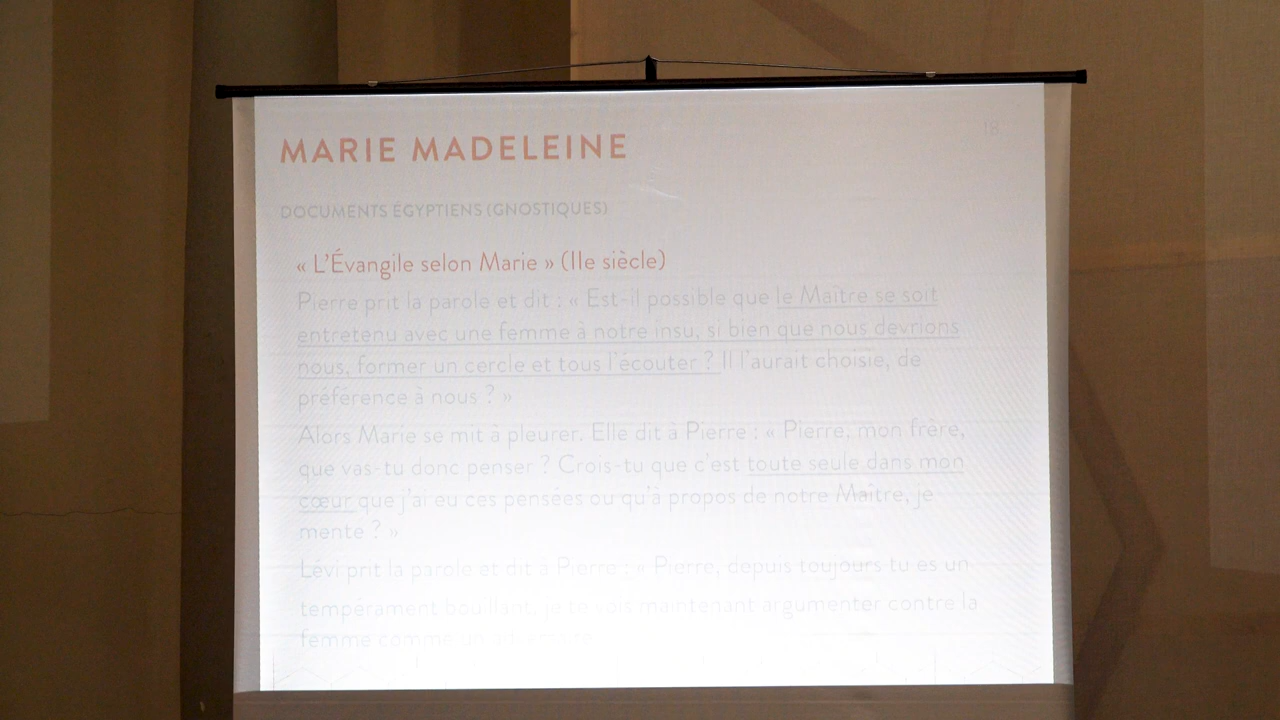 MARIE MADELEINE
18
DOCUMENTS ÉGYPTIENS (GNOSTIQUES)
« L'Évangile selon Marie » (IIe siècle)
Pierre prit la parole et dit : « Est-il possible que le Maître se soit
entretenu avec une femme à notre insu, si bien que nous devrions
nous, former un cercle et tous l'écouter ? Il l'aurait choisie, de
préférence à nous ? »
Alors Marie se mit à pleurer. Elle dit à Pierre : « Pierre, mon frère,
que vas-tu donc penser ? Crois-tu que c'est toute seule dans mon
cœur que j'ai eu ces pensées ou qu'à propos de notre Maître, je
mente ? »
Lévi prit la parole et dit à Pierre : « Pierre, depuis toujours tu es un
tempérament bouillant, je te vois maintenant argumenter contre la
femme comme un